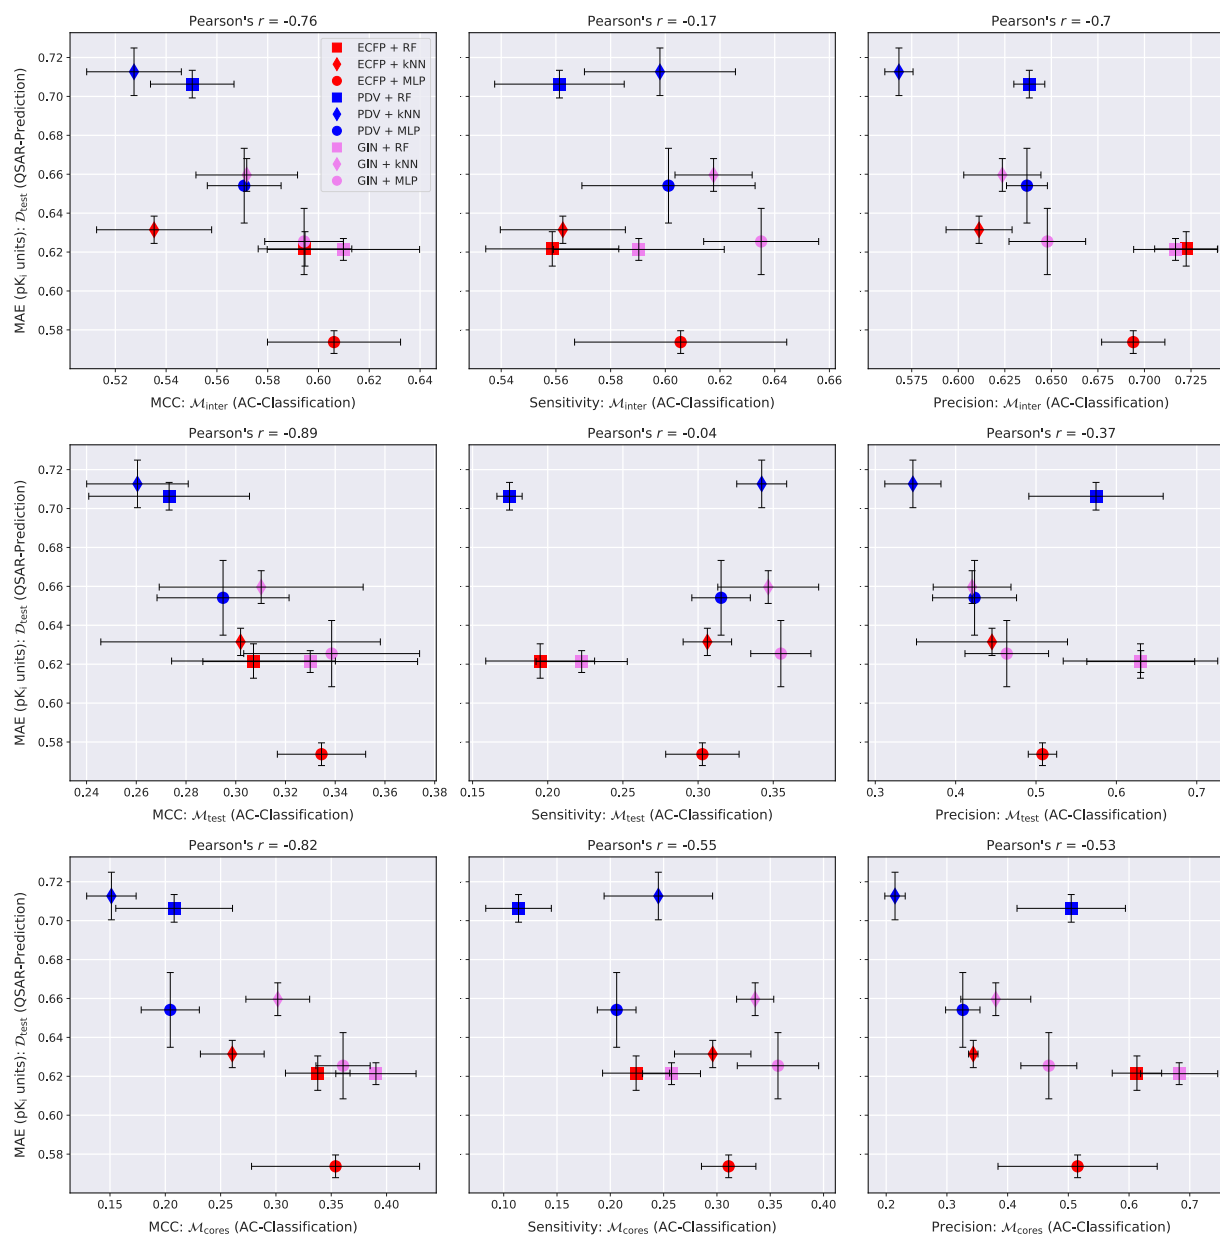 Pearson's r = -0.76
Pearson's r = -0.17
Pearson's r = -0.7
MAE (pKᵢ units): 𝒟test (QSAR-Prediction)
0.72
0.70
0.68
0.66
0.64
0.62
0.60
0.58
ECFP + RF
ECFP + kNN
ECFP + MLP
PDV + RF
PDV + kNN
PDV + MLP
GIN + RF
GIN + kNN
GIN + MLP
0.52 0.54 0.56 0.58 0.60 0.62 0.64
0.54 0.56 0.58 0.60 0.62 0.64 0.66
0.575 0.600 0.625 0.650 0.675 0.700 0.725
MCC: ℳinter (AC-Classification)
Sensitivity: ℳinter (AC-Classification)
Precision: ℳinter (AC-Classification)
Pearson's r = -0.89
Pearson's r = -0.04
Pearson's r = -0.37
MAE (pKᵢ units): 𝒟test (QSAR-Prediction)
0.72
0.70
0.68
0.66
0.64
0.62
0.60
0.58
0.24 0.26 0.28 0.30 0.32 0.34 0.36 0.38
0.15 0.20 0.25 0.30 0.35
0.3 0.4 0.5 0.6 0.7
MCC: ℳtest (AC-Classification)
Sensitivity: ℳtest (AC-Classification)
Precision: ℳtest (AC-Classification)
Pearson's r = -0.82
Pearson's r = -0.55
Pearson's r = -0.53
MAE (pKᵢ units): 𝒟test (QSAR-Prediction)
0.72
0.70
0.68
0.66
0.64
0.62
0.60
0.58
0.15 0.20 0.25 0.30 0.35 0.40
0.10 0.15 0.20 0.25 0.30 0.35 0.40
0.2 0.3 0.4 0.5 0.6 0.7
MCC: ℳcores (AC-Classification)
Sensitivity: ℳcores (AC-Classification)
Precision: ℳcores (AC-Classification)